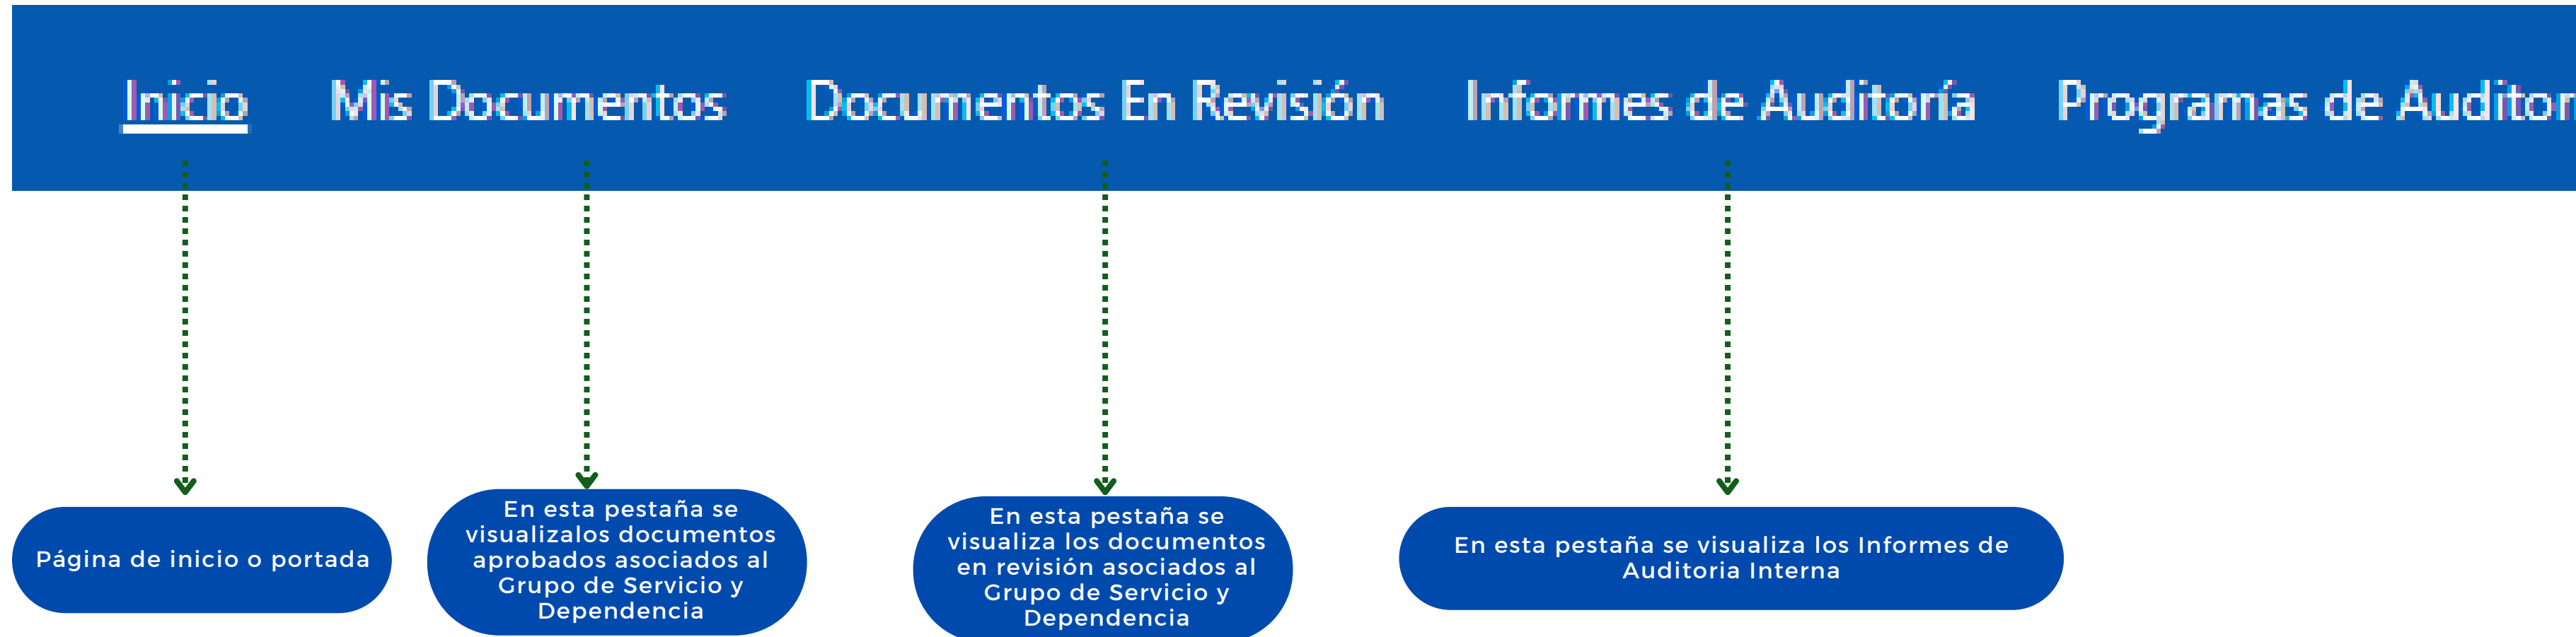 Inicio Mis Documentos Documentos En Revisión Informes de Auditoría Programas de Auditor
Página de inicio o portada
En esta pestaña se
visualizalos documentos
aprobados asociados al
Grupo de Servicio y
Dependencia
En esta pestaña se
visualiza los documentos
en revisión asociados al
Grupo de Servicio y
Dependencia
En esta pestaña se visualiza los Informes de
Auditoria Interna